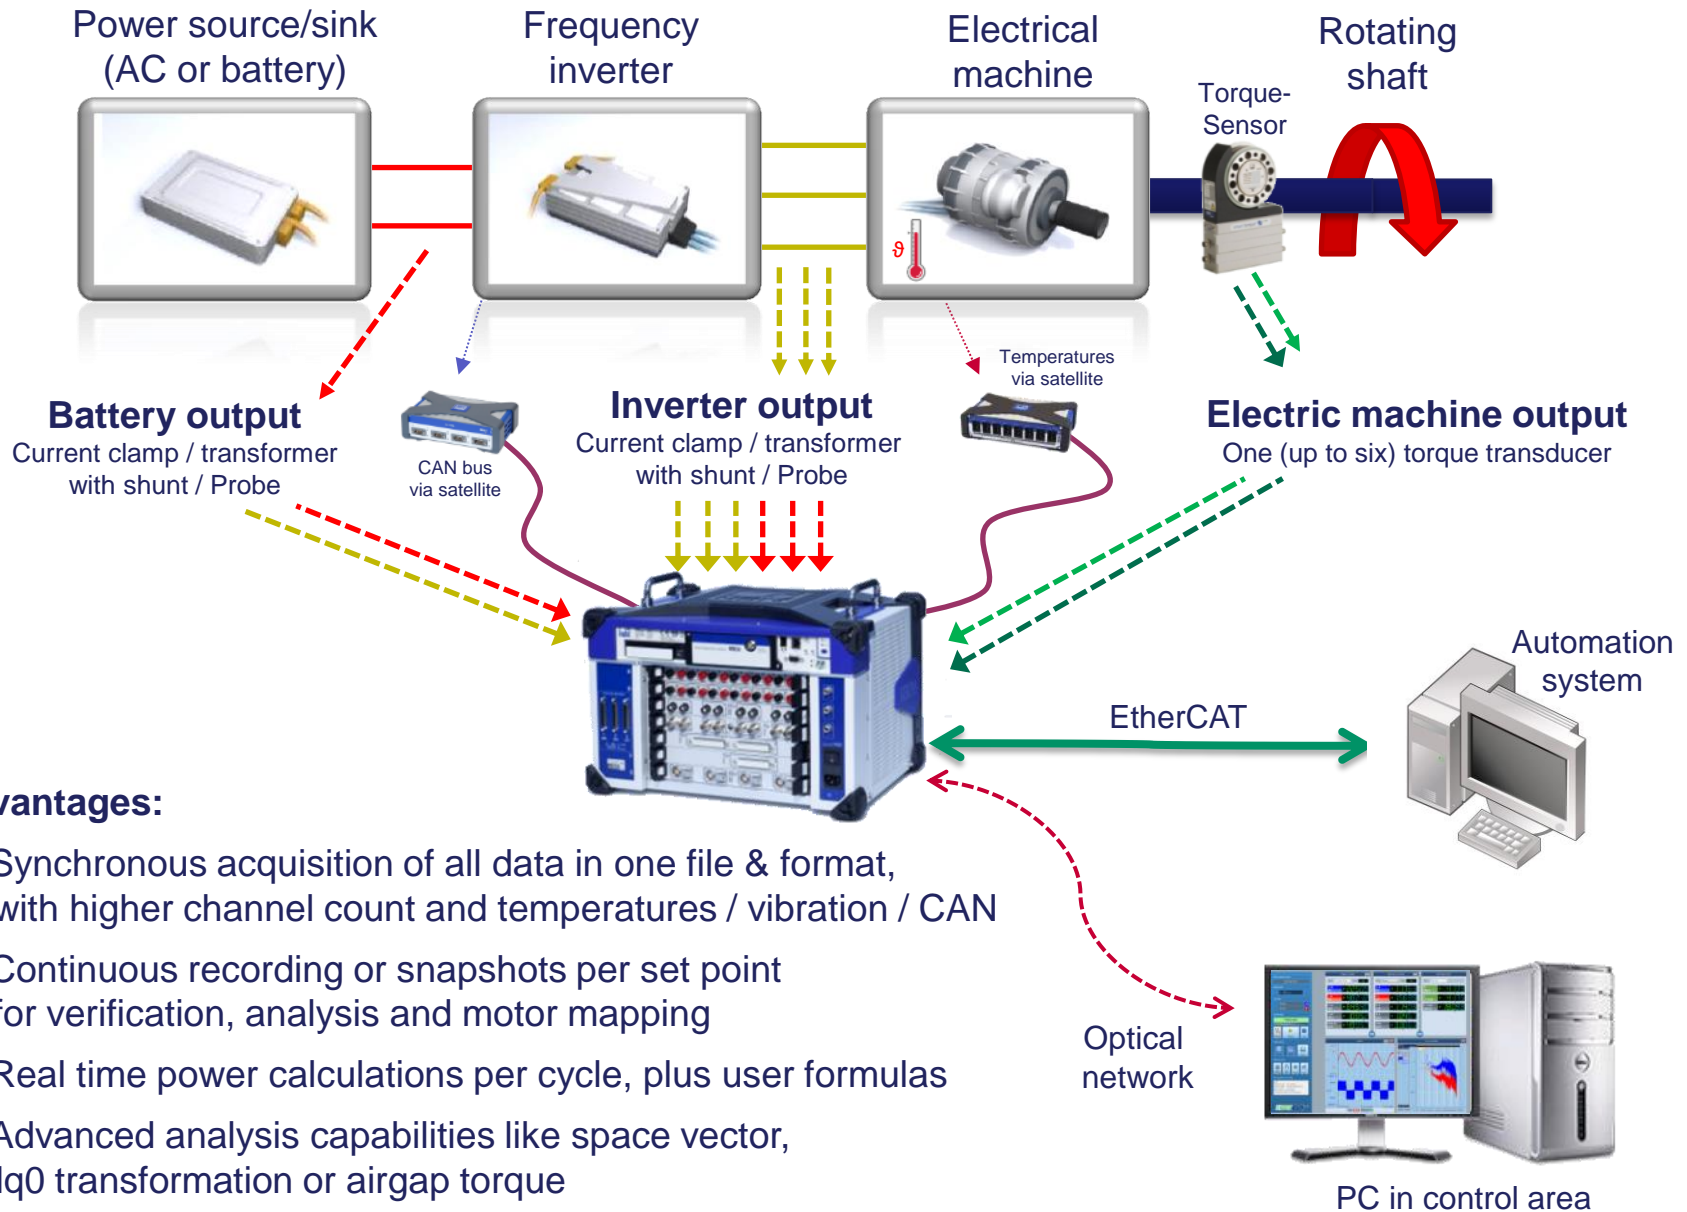 Power source/sink
(AC or battery)
Frequency
inverter
Electrical
machine
Rotating
shaft
Torque-
Sensor
ϑ
Temperatures
via satellite
Battery output
Current clamp / transformer
with shunt / Probe
CAN bus
via satellite
Inverter output
Current clamp / transformer
with shunt / Probe
Electric machine output
One (up to six) torque transducer
Automation
system
EtherCAT
vantages:
Synchronous acquisition of all data in one file & format,
with higher channel count and temperatures / vibration / CAN
Continuous recording or snapshots per set point
for verification, analysis and motor mapping
Real time power calculations per cycle, plus user formulas
Advanced analysis capabilities like space vector,
dq0 transformation or airgap torque
Optical
network
PC in control area